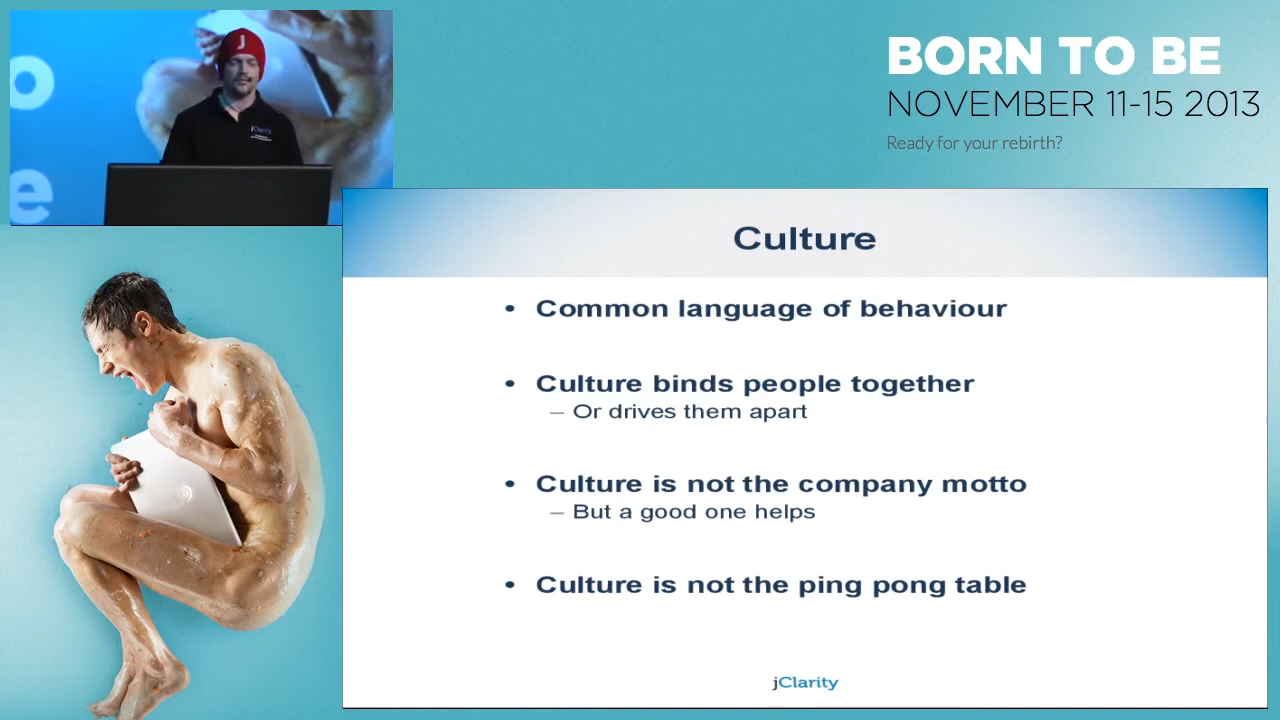 BORN TO BE
NOVEMBER 11-15 2013
Ready for your rebirth?
o
e
J
jClarity
Culture
• Common language of behaviour
• Culture binds people together
– Or drives them apart
• Culture is not the company motto
– But a good one helps
• Culture is not the ping pong table
jClarity